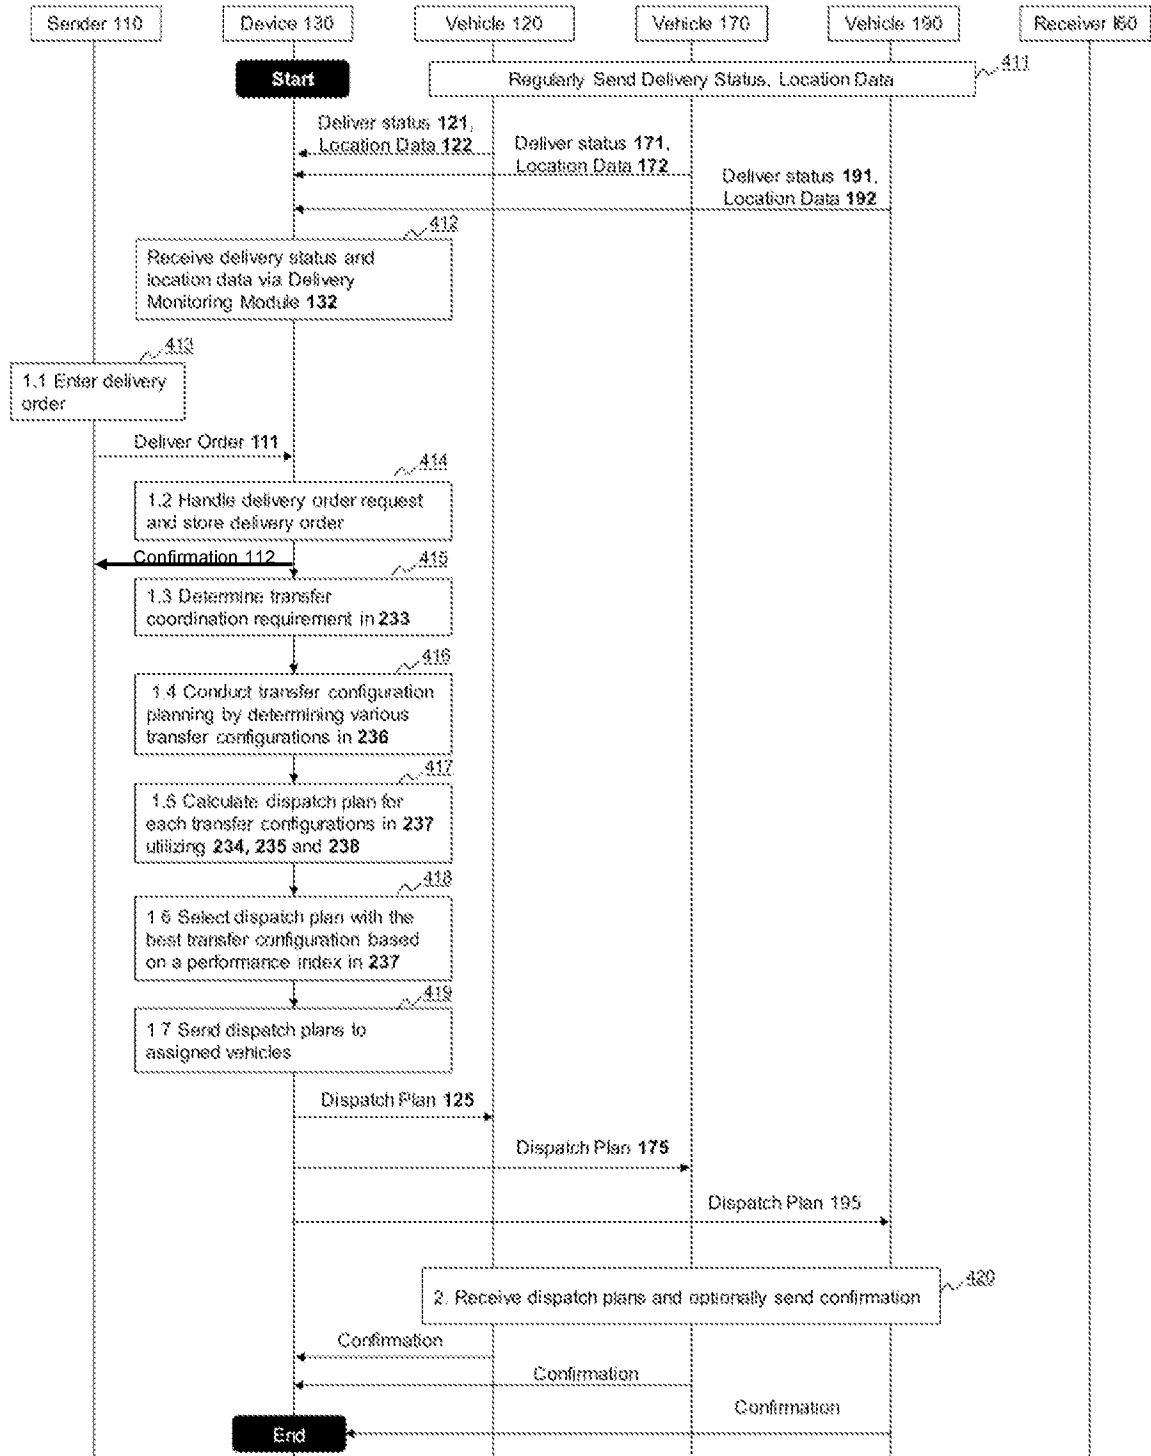 Sender 110
Device 130
Vehicle 120
Vehicle 170
Vehicle 190
Receiver I60
Start
Regularly Send Delivery Status, Location Data
411
Deliver status 121,
Location Data 122
Deliver status 171,
Location Data 172
Deliver status 191,
Location Data 192
412
Receive delivery status and
location data via Delivery
Monitoring Module 132
413
1.1 Enter delivery
order
Deliver Order 111
414
1.2 Handle delivery order request
and store delivery order
Confirmation 112
415
1.3 Determine transfer
coordination requirement in 233
416
1.4 Conduct transfer configuration
planning by determining various
transfer configurations in 236
417
1.5 Calculate dispatch plan for
each transfer configurations in 237
utilizing 234, 235 and 238
418
1 6 Select dispatch plan with the
best transfer configuration based
on a performance index in 237
419
1 7 Send dispatch plans to
assigned vehicles
Dispatch Plan 125
Dispatch Plan 175
Dispatch Plan 195
420
2. Receive dispatch plans and optionally send confirmation
Confirmation
Confirmation
Confirmation
End